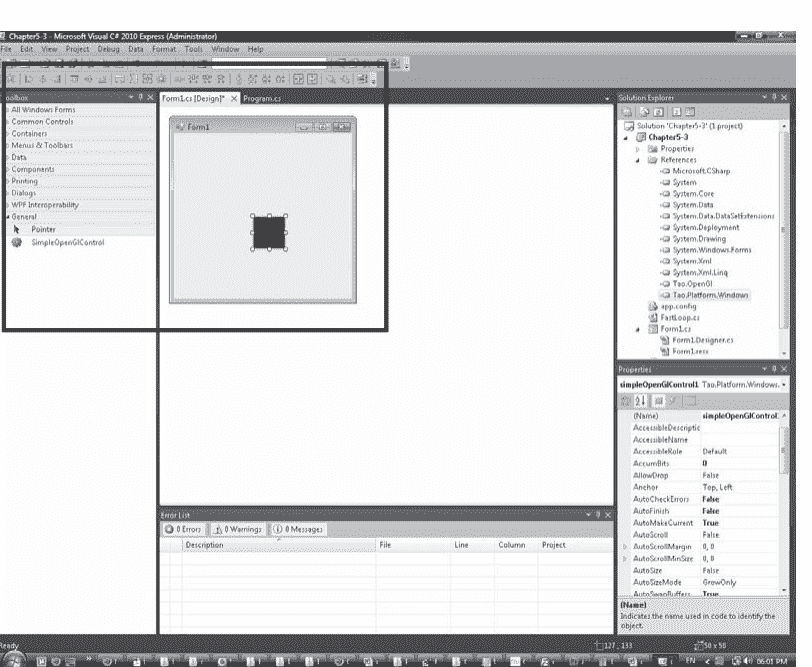 Chapter5-3 - Microsoft Visual C# 2010 Express (Administrator)
File Edit View Project Debug Data Format Tools Window Help
oolbox
Form1.cs [Design]* Program.cs
Solution Explorer
All Windows Forms
Common Controls
Containers
Menus & Toolbars
Data
Components
Printing
Dialogs
WPF Interoperability
General
Pointer
SimpleOpenGlControl
Form1
Solution 'Chapter5-3' (1 project)
Chapter5-3
Properties
References
Microsoft.CSharp
System
System.Core
System.Data
System.Data.DataSetExtensions
System.Deployment
System.Drawing
System.Windows.Forms
System.Xml
System.Xml.Linq
Tao.OpenGl
Tao.Platform.Windows
app.config
FastLoop.cs
Form1.cs
Form1.Designer.cs
Form1.resx
Properties
simpleOpenGlControl1 Tao.Platform.Windows.
(Name) simpleOpenGlControl
AccessibleDescriptic
AccessibleName
AccessibleRole Default
AccumBits 0
AllowDrop False
Anchor Top, Left
AutoCheckErrors False
AutoFinish False
AutoMakeCurrent True
AutoScroll False
AutoScrollMargin 0, 0
AutoScrollMinSize 0, 0
AutoSize False
AutoSizeMode GrowOnly
AutoSwapBuffers True
(Name)
Indicates the name used in code to identify the
object.
Error List
0 Errors 0 Warnings 0 Messages
Description File Line Column Project
Ready 127, 133 50 x 50
EN 06:01 PM